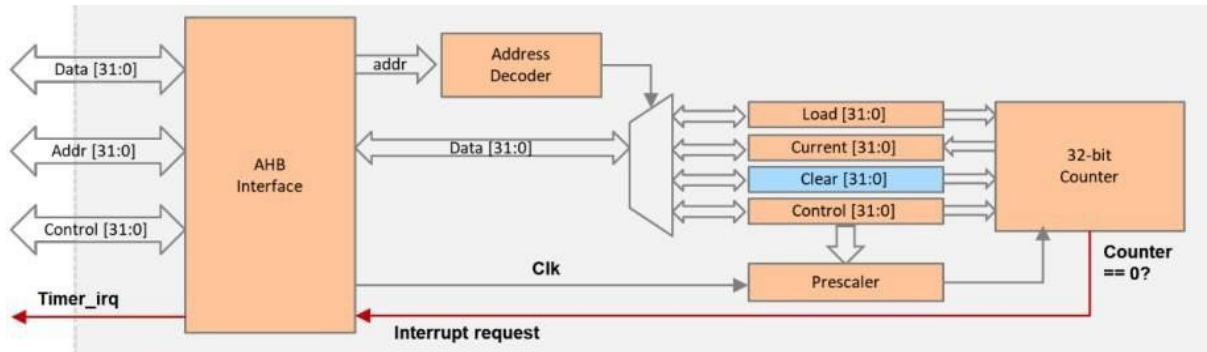 Data [31:0]
Addr [31:0]
Control [31:0]
Timer_irq
AHB
Interface
addr
Address
Decoder
Data [31:0]
Load [31:0]
Current [31:0]
Clear [31:0]
Control [31:0]
32-bit
Counter
Clk
Prescaler
Counter
== 0?
Interrupt request